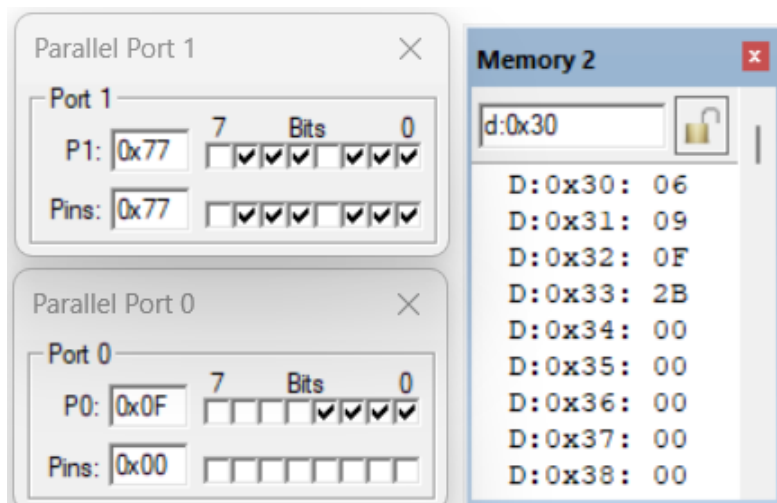 Parallel Port 1
Port 1
7 Bits 0
P1: 0x77
Pins: 0x77
Parallel Port 0
Port 0
7 Bits 0
P0: 0x0F
Pins: 0x00
Memory 2
d:0x30
D:0x30: 06
D:0x31: 09
D:0x32: 0F
D:0x33: 2B
D:0x34: 00
D:0x35: 00
D:0x36: 00
D:0x37: 00
D:0x38: 00